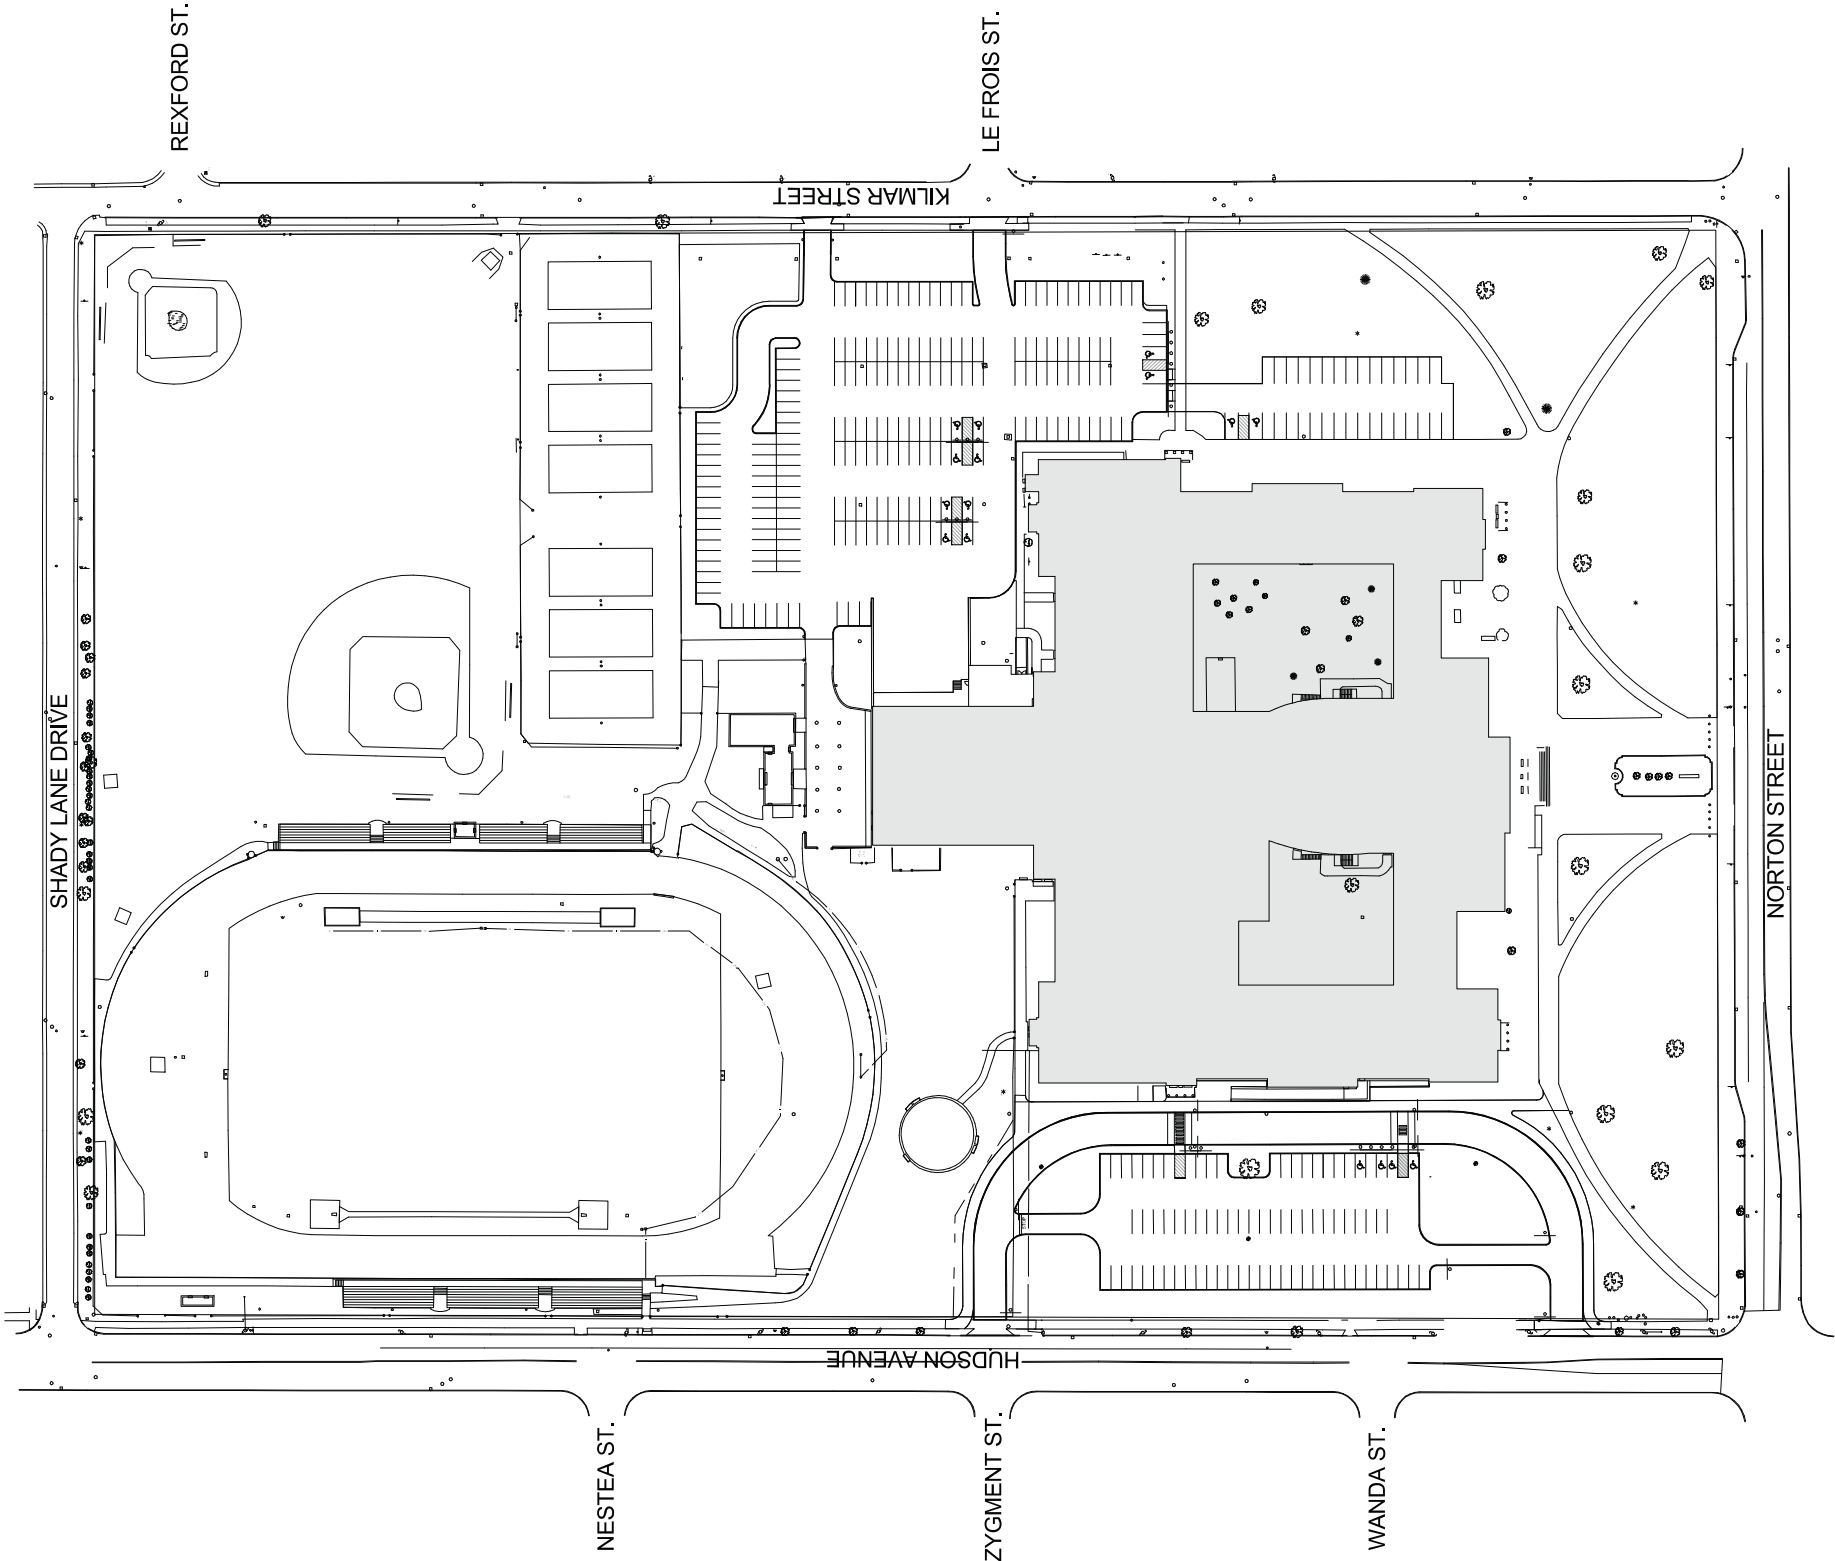 REXFORD ST.
LE FROIS ST.
KILMAR STREET
SHADY LANE DRIVE
NORTON STREET
HUDSON AVENUE
NESTEA ST.
ZYGMENT ST.
WANDA ST.